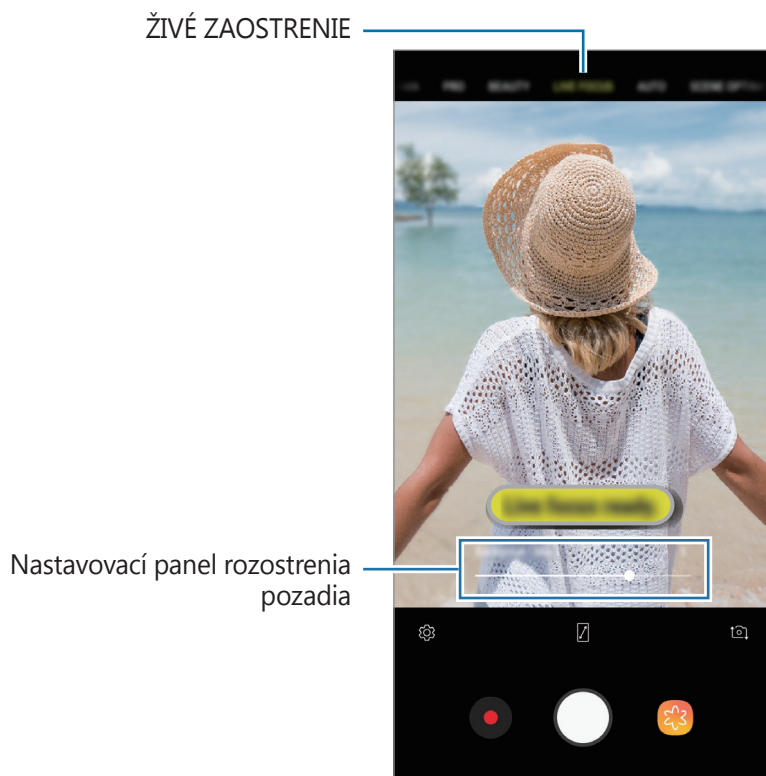 ŽIVÉ ZAOSTRENIE
PRO BEAUTY LIVE FOCUS AUTO
Live focus ready.
Nastavovací panel rozostrenia
pozadia